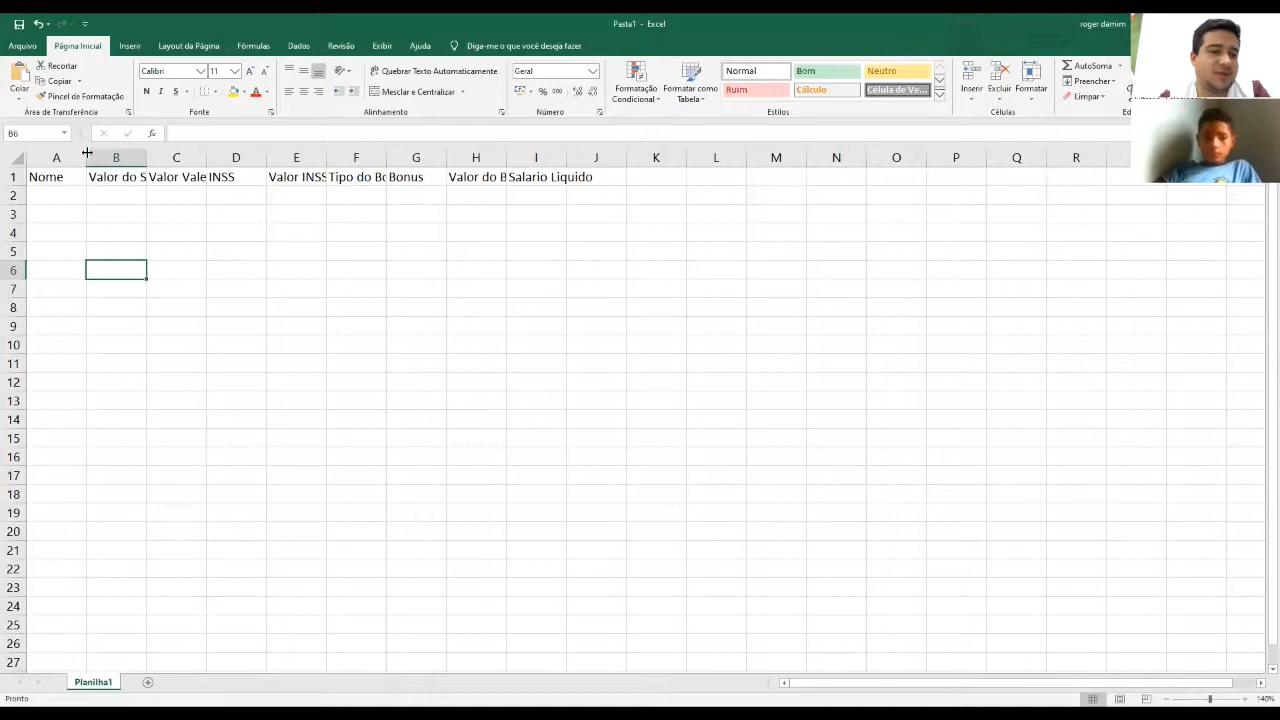 Pasta1 - Excel
roger damim
Arquivo Página Inicial Inserir Layout da Página Fórmulas Dados Revisão Exibir Ajuda Diga-me o que você deseja fazer
Colar
Recortar
Copiar
Pincel de Formatação
Área de Transferência
Calibri 11
N I S
Fonte
Quebrar Texto Automaticamente
Mesclar e Centralizar
Alinhamento
Geral
% 000
Número
Formatação Condicional
Formatar como Tabela
Normal Bom Neutro
Ruim Cálculo Célula de Ve...
Estilos
Inserir Excluir Formatar
Células
AutoSoma
Preencher
Limpar
B6 fx
A B C D E F G H I J K L M N O P Q R
1 Nome Valor do S Valor Vale INSS Valor INSS Tipo do Bo Bonus Valor do B Salario Liquido
2
3
4
5
6
7
8
9
10
11
12
13
14
15
16
17
18
19
20
21
22
23
24
25
26
27
Planilha1
Pronto
140%